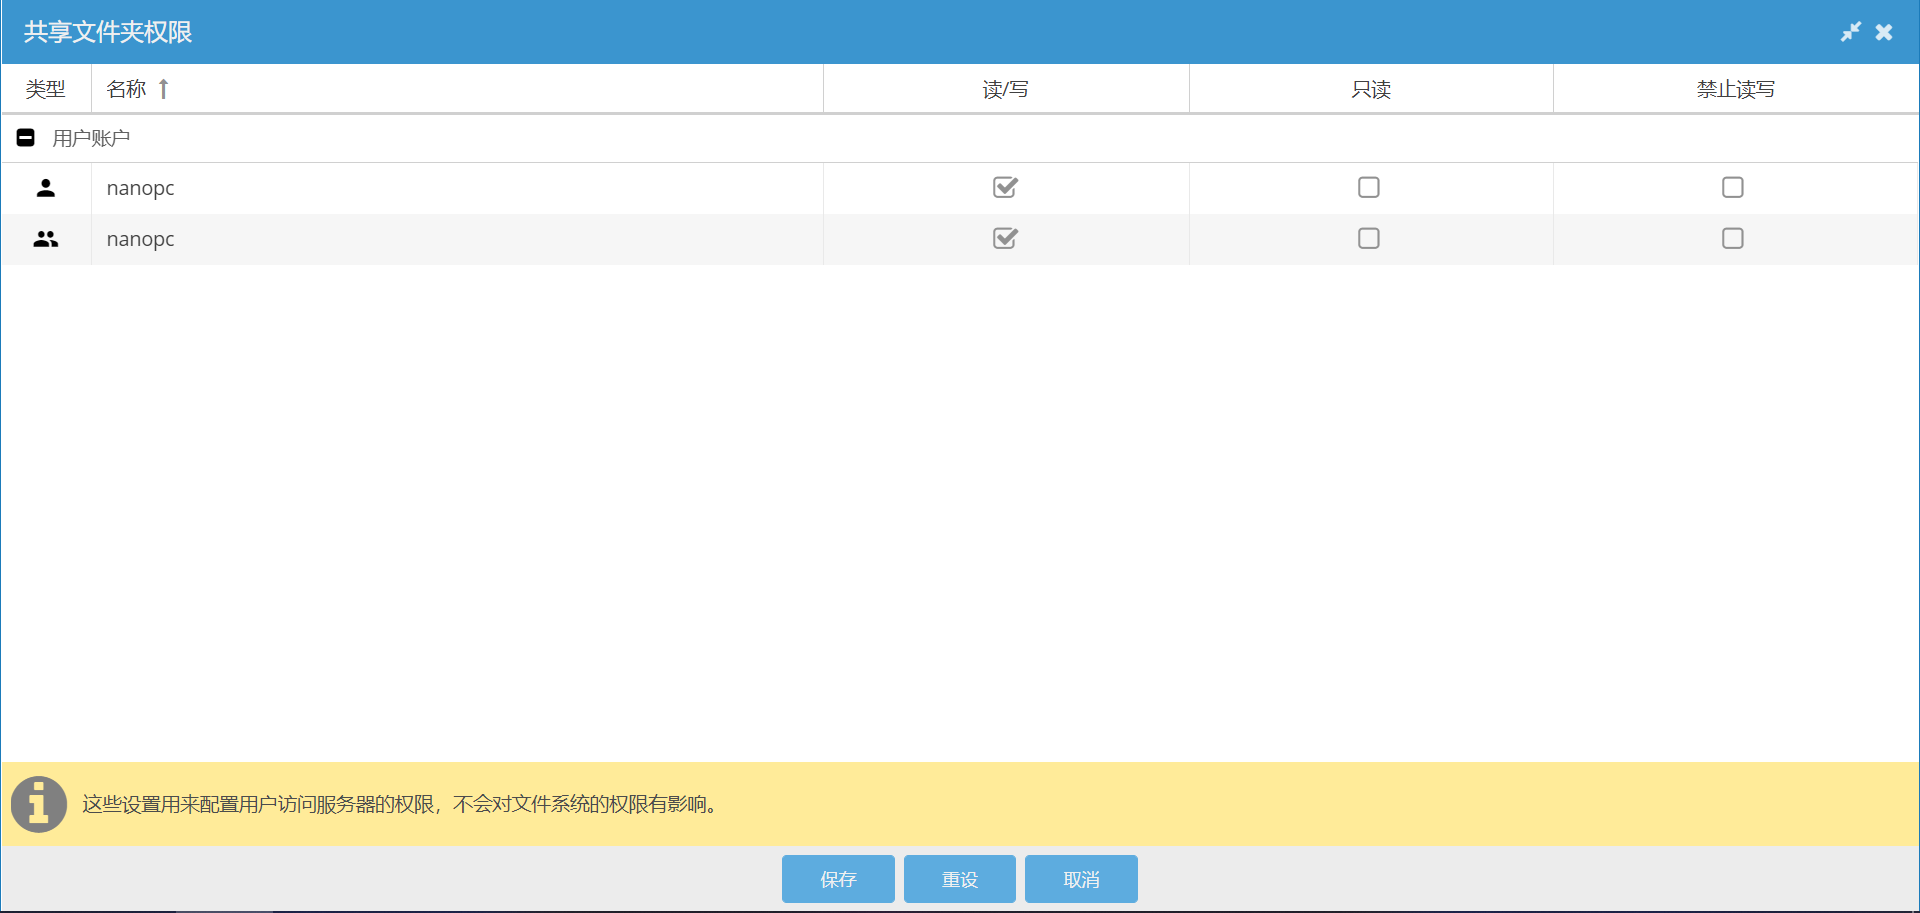 共享文件夹权限
类型 名称 读/写 只读 禁止读写
用户账户
nanopc
nanopc
这些设置用来配置用户访问服务器的权限，不会对文件系统的权限有影响。
保存 重设 取消